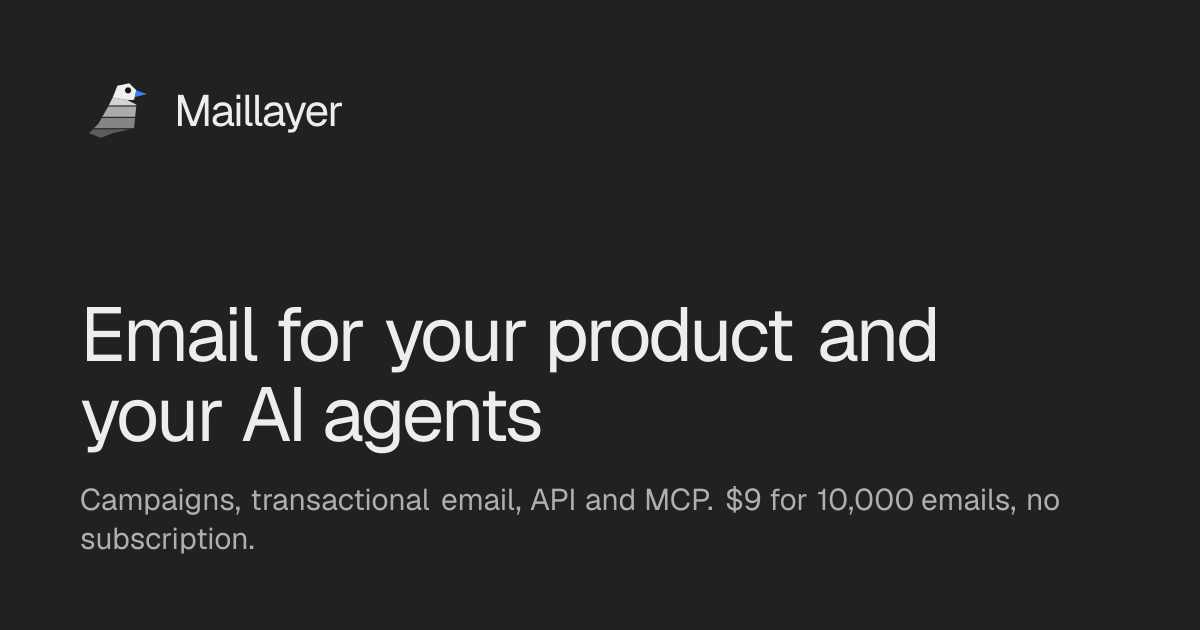 Maillayer
Email for your product and
your AI agents
Campaigns, transactional email, API and MCP. $9 for 10,000 emails, no
subscription.